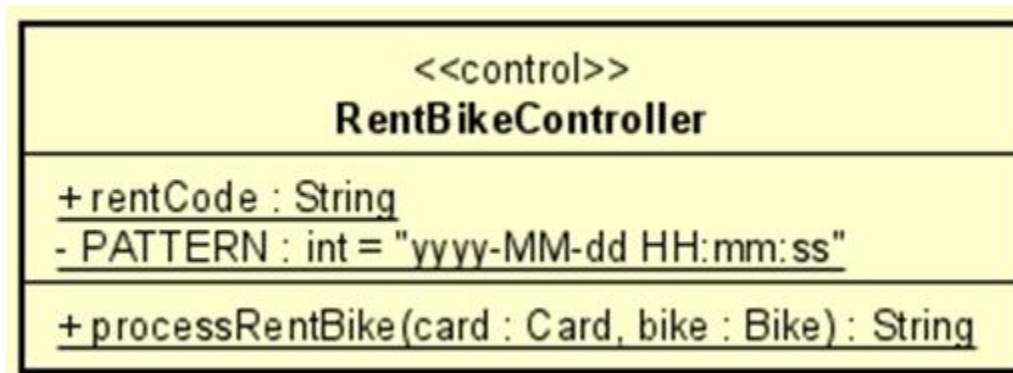 <<control>>
RentBikeController
+ rentCode : String
- PATTERN : int = "yyyy-MM-dd HH:mm:ss"
+ processRentBike(card : Card, bike : Bike) : String